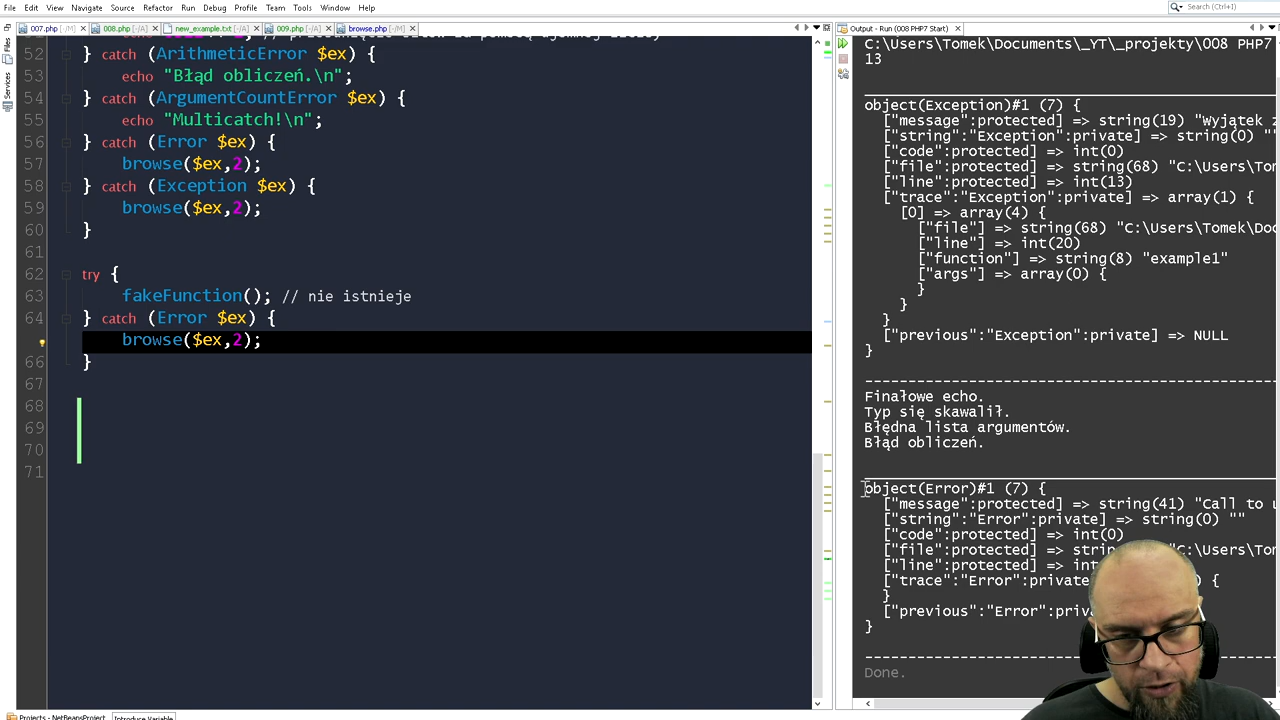 File Edit View Navigate Source Refactor Run Debug Profile Team Tools Window Help
Search (Ctrl+I)
007.php 008.php new_example.txt 009.php browse.php
Files
Services
52 } catch (ArithmeticError $ex) {
53 echo "Błąd obliczeń.\n";
54 } catch (ArgumentCountError $ex) {
55 echo "Multicatch!\n";
56 } catch (Error $ex) {
57 browse($ex,2);
58 } catch (Exception $ex) {
59 browse($ex,2);
60 }
61
62 try {
63 fakeFunction(); // nie istnieje
64 } catch (Error $ex) {
browse($ex,2);
66 }
67
68
69
70
71
Output - Run (008 PHP7 Start)
C:\Users\Tomek\Documents\_YT\_projekty\008 PHP7
13
object(Exception)#1 (7) {
["message":protected] => string(19) "Wyjątek z
["string":"Exception":private] => string(0) ""
["code":protected] => int(0)
["file":protected] => string(68) "C:\Users\Tom
["line":protected] => int(13)
["trace":"Exception":private] => array(1) {
[0] => array(4) {
["file"] => string(68) "C:\Users\Tomek\Doc
["line"] => int(20)
["function"] => string(8) "example1"
["args"] => array(0) {
}
}
}
["previous":"Exception":private] => NULL
}
--------------------------------------------------
Finałowe echo.
Typ się skawalił.
Błędna lista argumentów.
Błąd obliczeń.
object(Error)#1 (7) {
["message":protected] => string(41) "Call to u
["string":"Error":private] => string(0) ""
["code":protected] => int(0)
["file":protected] => string "C:\Users\Tom
["line":protected] => int
["trace":"Error":private {
}
["previous":"Error":priv
}
--------------------------------------------------
Done.
Projects - NetBeansProject Introduce Variable